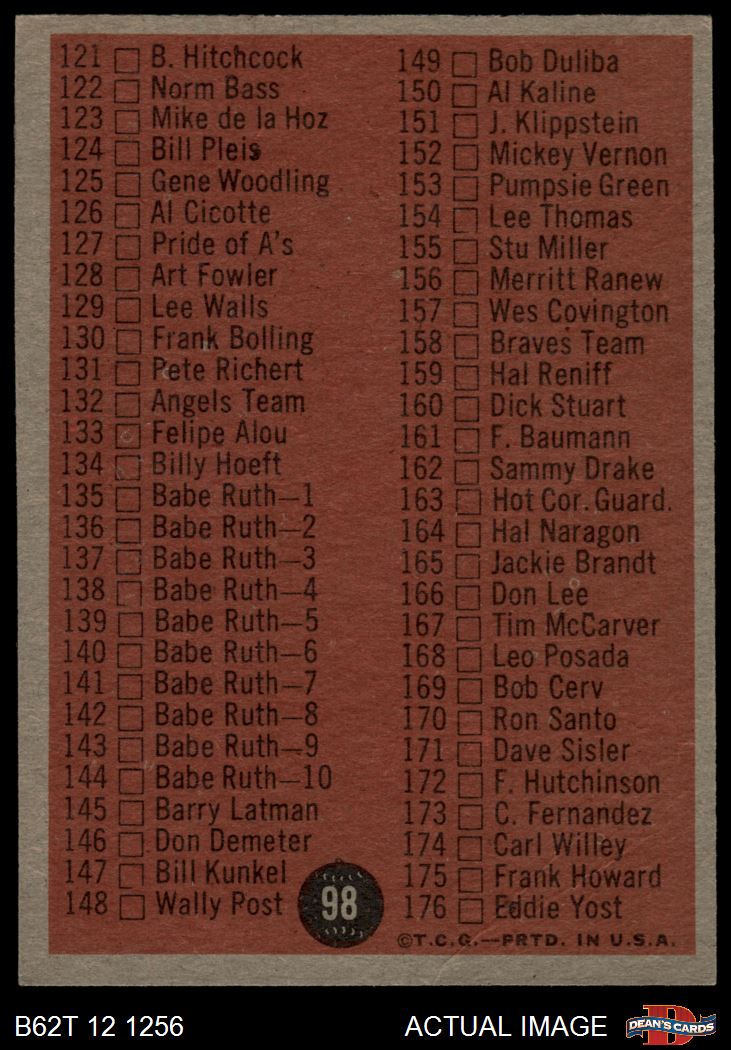 121 B. Hitchcock
122 Norm Bass
123 Mike de la Hoz
124 Bill Pleis
125 Gene Woodling
126 Al Cicotte
127 Pride of A's
128 Art Fowler
129 Lee Walls
130 Frank Bolling
131 Pete Richert
132 Angels Team
133 Felipe Alou
134 Billy Hoeft
135 Babe Ruth—1
136 Babe Ruth—2
137 Babe Ruth—3
138 Babe Ruth—4
139 Babe Ruth—5
140 Babe Ruth—6
141 Babe Ruth—7
142 Babe Ruth—8
143 Babe Ruth—9
144 Babe Ruth—10
145 Barry Latman
146 Don Demeter
147 Bill Kunkel
148 Wally Post
98
149 Bob Duliba
150 Al Kaline
151 J. Klippstein
152 Mickey Vernon
153 Pumpsie Green
154 Lee Thomas
155 Stu Miller
156 Merritt Ranew
157 Wes Covington
158 Braves Team
159 Hal Reniff
160 Dick Stuart
161 F. Baumann
162 Sammy Drake
163 Hot Cor. Guard.
164 Hal Naragon
165 Jackie Brandt
166 Don Lee
167 Tim McCarver
168 Leo Posada
169 Bob Cerv
170 Ron Santo
171 Dave Sisler
172 F. Hutchinson
173 C. Fernandez
174 Carl Willey
175 Frank Howard
176 Eddie Yost
©T.C.G.—PRTD. IN U.S.A.
B62T 12 1256
ACTUAL IMAGE
D
DEAN'S CARDS